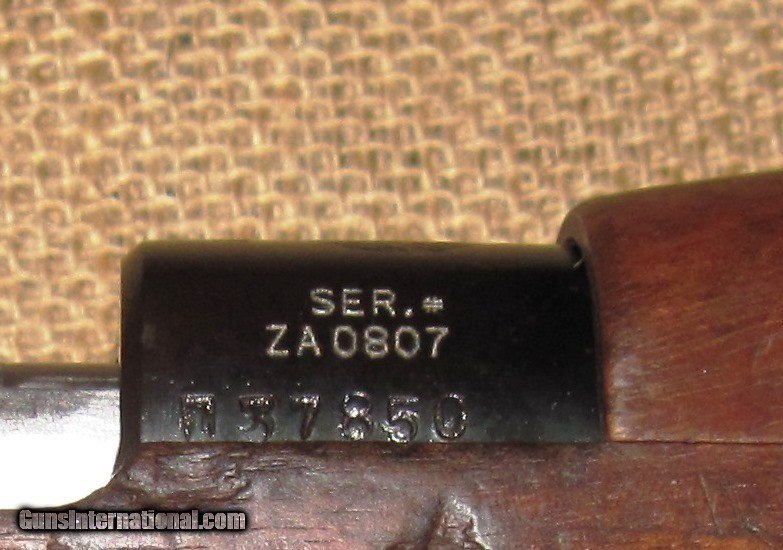 SER.#
ZA0807
П37850
GunsInternational.com